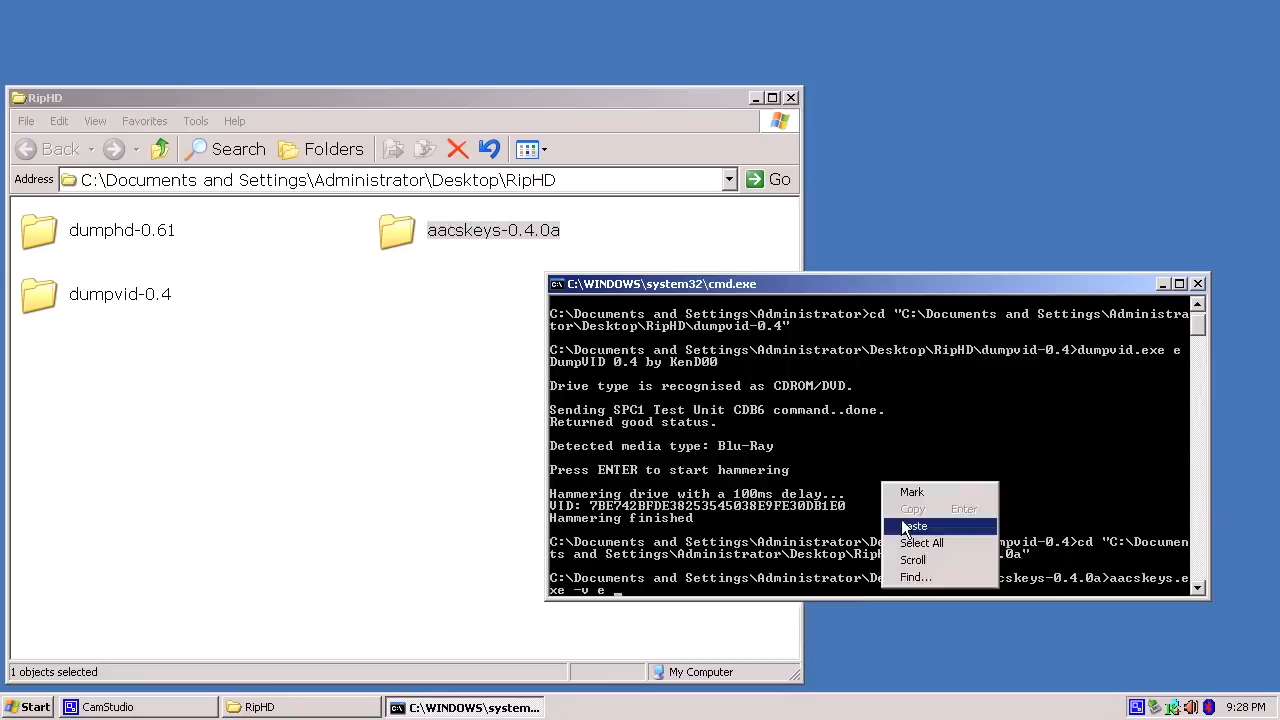 RipHD
File Edit View Favorites Tools Help
Back Search Folders
Address C:\Documents and Settings\Administrator\Desktop\RipHD Go
dumphd-0.61
aacskeys-0.4.0a
dumpvid-0.4
C:\WINDOWS\system32\cmd.exe
C:\Documents and Settings\Administrator>cd "C:\Documents and Settings\Administra
tor\Desktop\RipHD\dumpvid-0.4"
C:\Documents and Settings\Administrator\Desktop\RipHD\dumpvid-0.4>dumpvid.exe e
DumpVID 0.4 by KenD00
Drive type is recognised as CDROM/DVD.
Sending SPC1 Test Unit CDB6 command..done.
Returned good status.
Detected media type: Blu-Ray
Press ENTER to start hammering
Hammering drive with a 100ms delay...
VID: 7BE742BFDE38253545038E9FE30DB1E0
Hammering finished
C:\Documents and Settings\Administrator\De umpvid-0.4>cd "C:\Documen
ts and Settings\Administrator\Desktop\Rip .0a"
C:\Documents and Settings\Administrator\De cskeys-0.4.0a>aacskeys.e
xe -v e
Mark
Copy Enter
aste
Select All
Scroll
Find...
1 objects selected
My Computer
Start
CamStudio
RipHD
C:\WINDOWS\system...
9:28 PM